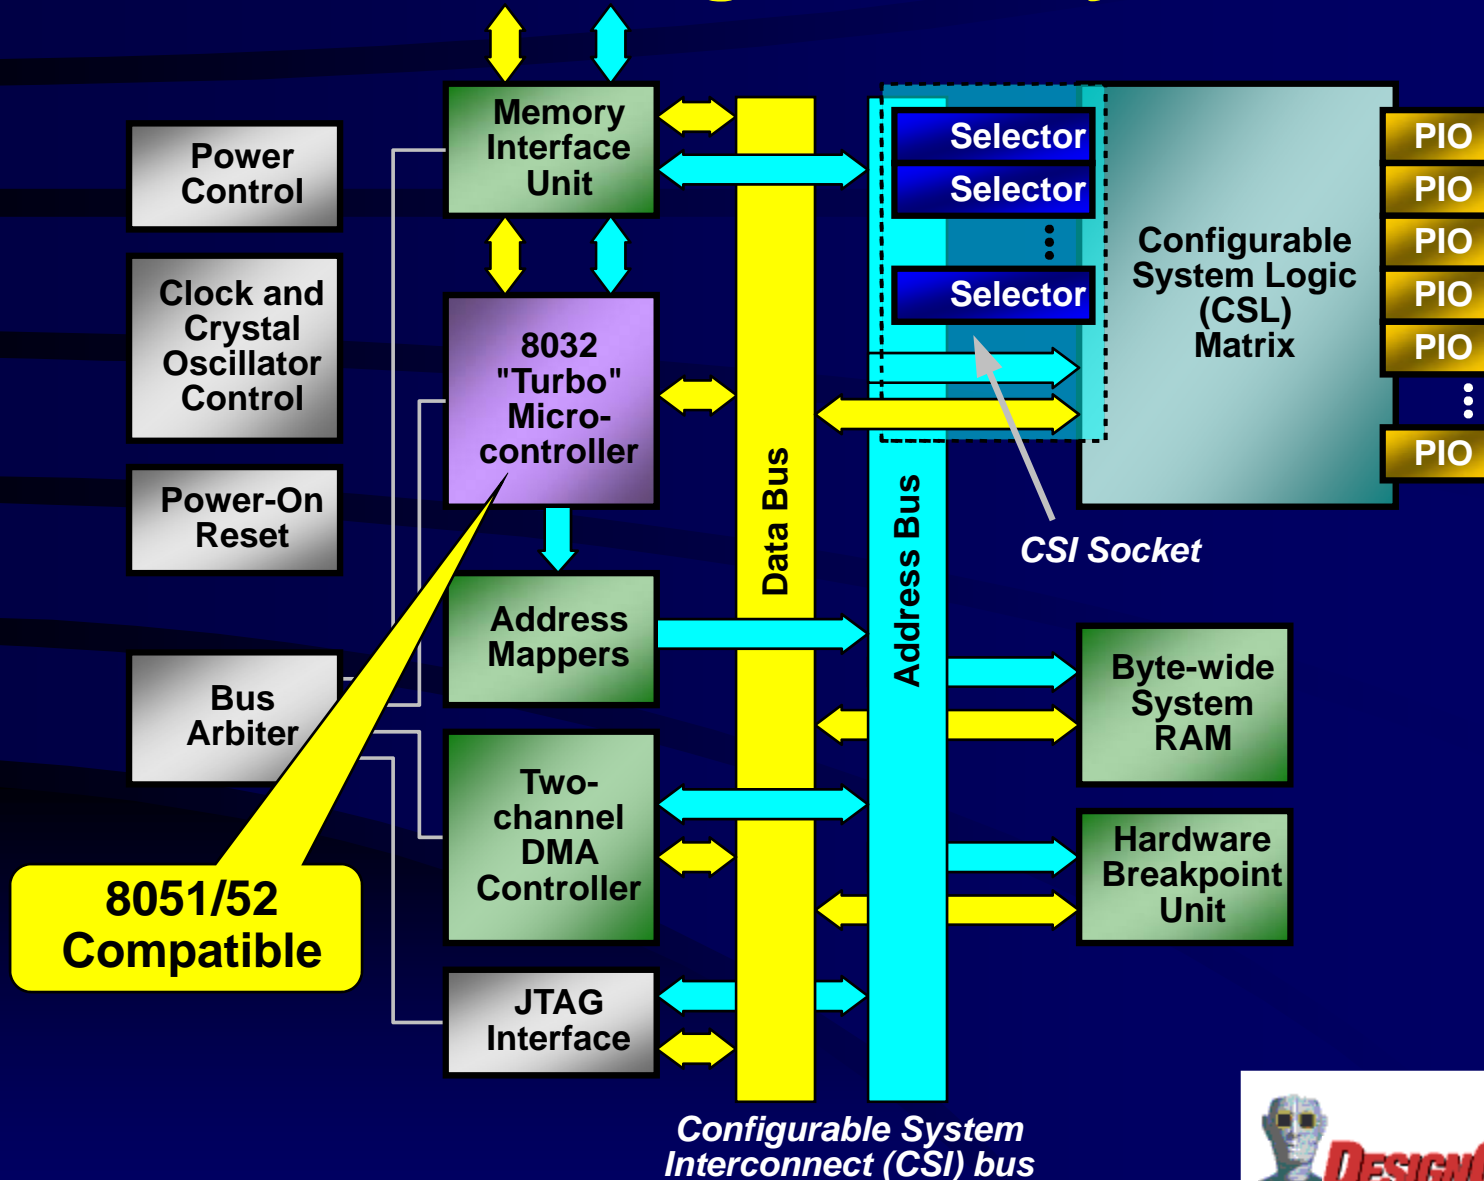 Memory
Interface
Unit
Power
Control
Clock and
Crystal
Oscillator
Control
Power-On
Reset
8032
"Turbo"
Micro-
controller
Address
Mappers
Bus
Arbiter
Two-
channel
DMA
Controller
8051/52
Compatible
JTAG
Interface
Data Bus
Address Bus
Selector
Selector
Selector
Configurable
System Logic
(CSL)
Matrix
PIO
PIO
PIO
PIO
PIO
PIO
CSI Socket
Byte-wide
System
RAM
Hardware
Breakpoint
Unit
Configurable System
Interconnect (CSI) bus